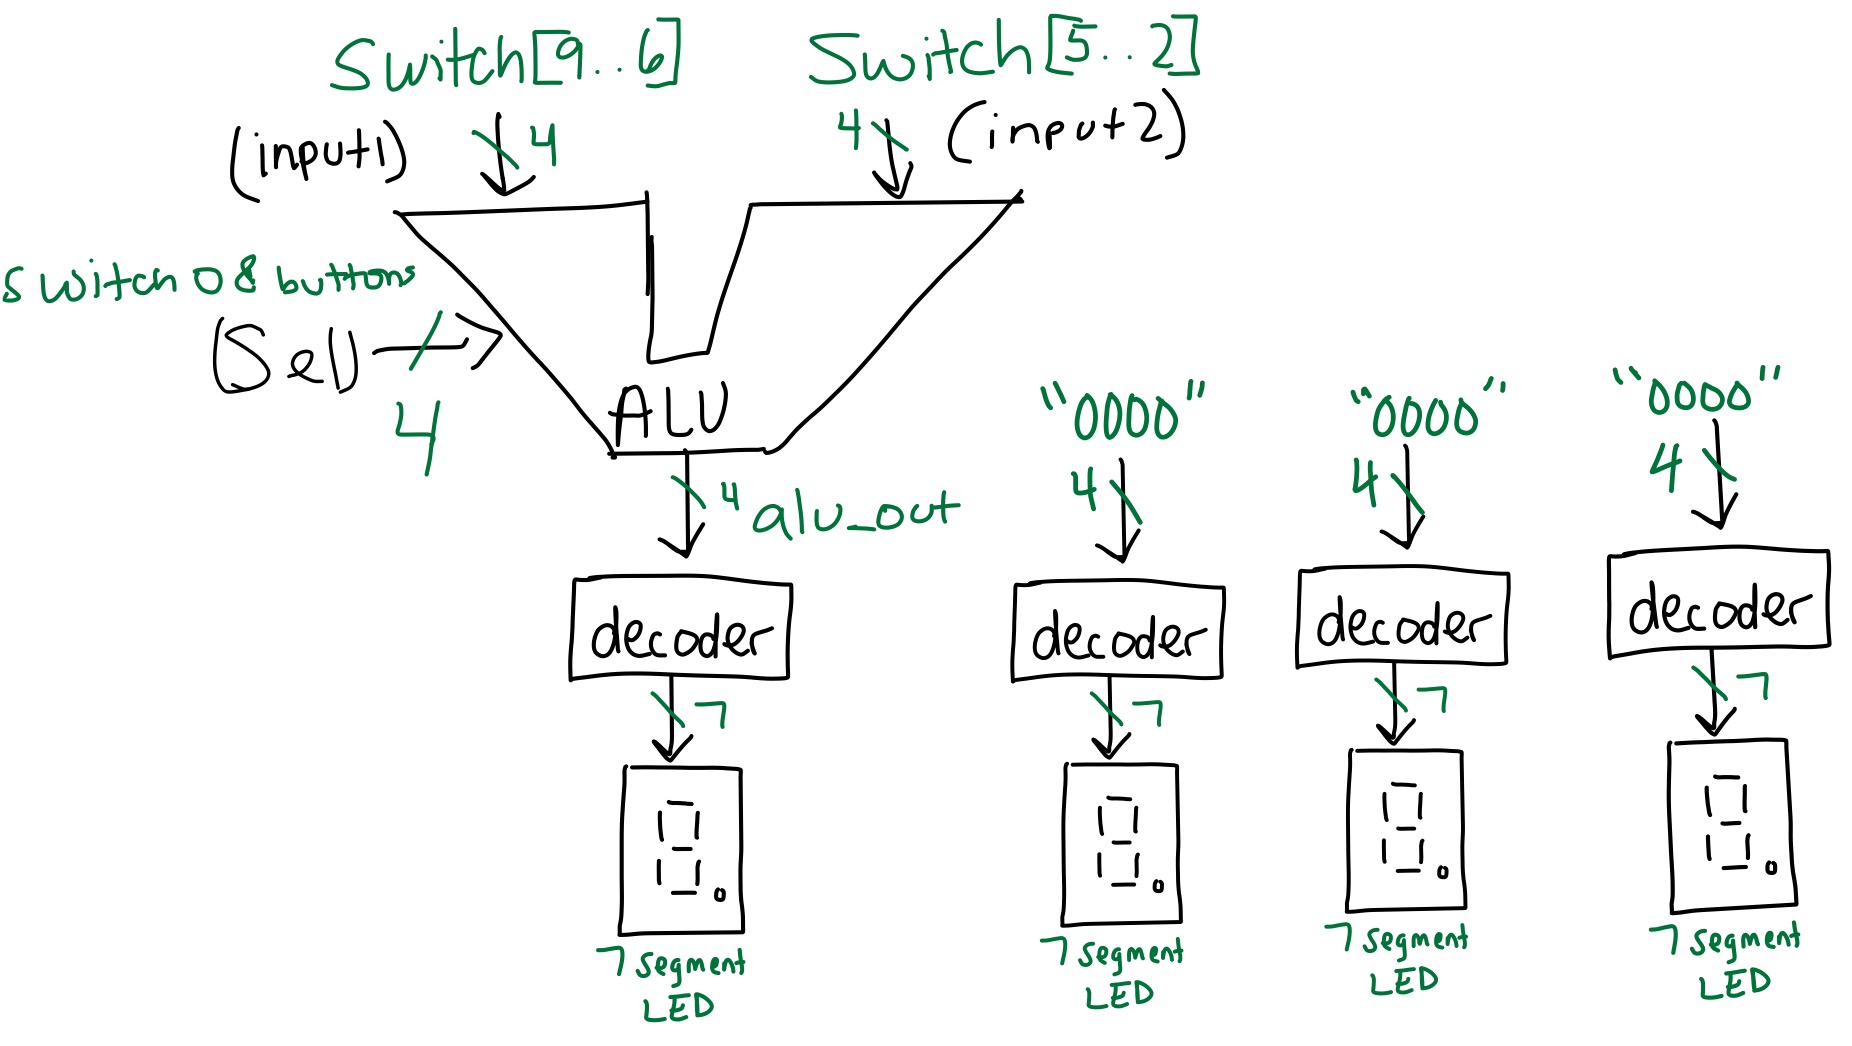 Switch[9..6] Switch[5..2]
(input1) 4 4 (input2)
switch 0 & buttons
(Sel)
4
ALU
4 alu_out
"0000" "0000" "0000"
4 4 4
decoder decoder decoder decoder
7 7 7 7
7 segment 7 segment 7 segment 7 segment
LED LED LED LED